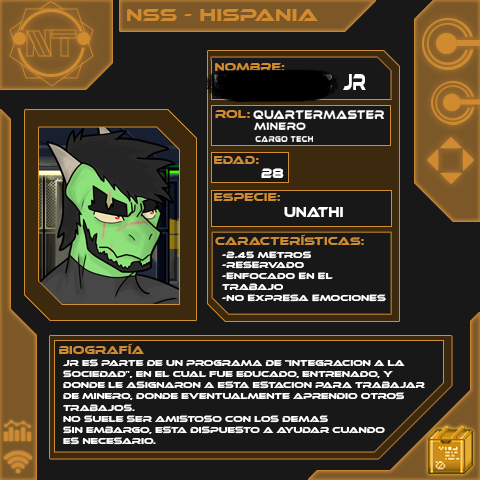 NT
NSS - HISPANIA
NOMBRE:
JR
ROL: QUARTERMASTER
MINERO
CARGO TECH
EDAD:
28
ESPECIE:
UNATHI
CARACTERÍSTICAS:
-2.45 METROS
-RESERVADO
-ENFOCADO EN EL
TRABAJO
-NO EXPRESA EMOCIONES
BIOGRAFÍA
JR ES PARTE DE UN PROGRAMA DE "INTEGRACION A LA
SOCIEDAD", EN EL CUAL FUE EDUCADO, ENTRENADO, Y
DONDE LE ASIGNARON A ESTA ESTACION PARA TRABAJAR
DE MINERO, DONDE EVENTUALMENTE APRENDIO OTROS
TRABAJOS.
NO SUELE SER AMISTOSO CON LOS DEMAS
SIN EMBARGO, ESTA DISPUESTO A AYUDAR CUANDO
ES NECESARIO.